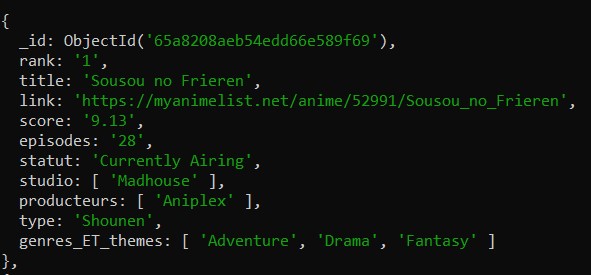 {
_id: ObjectId('65a8208aeb54edd66e589f69'),
rank: '1',
title: 'Sousou no Frieren',
link: 'https://myanimelist.net/anime/52991/Sousou_no_Frieren',
score: '9.13',
episodes: '28',
statut: 'Currently Airing',
studio: [ 'Madhouse' ],
producteurs: [ 'Aniplex' ],
type: 'Shounen',
genres_ET_themes: [ 'Adventure', 'Drama', 'Fantasy' ]
},